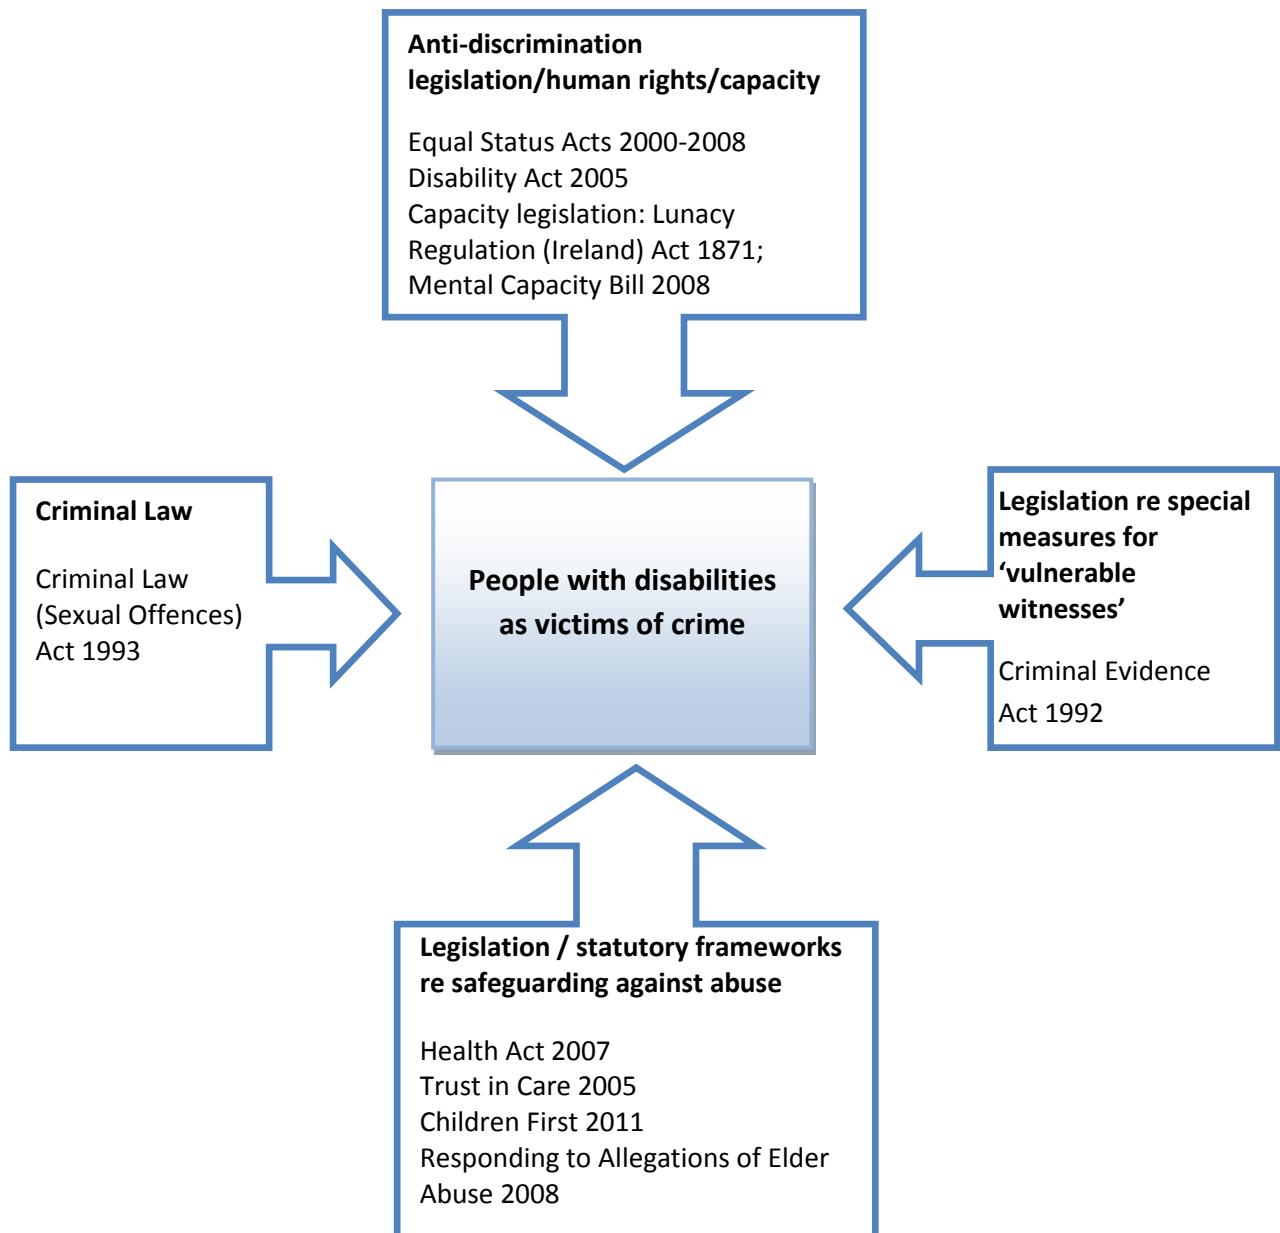 Anti-discrimination
legislation/human rights/capacity
Equal Status Acts 2000-2008
Disability Act 2005
Capacity legislation: Lunacy
Regulation (Ireland) Act 1871;
Mental Capacity Bill 2008
Criminal Law
Criminal Law
(Sexual Offences)
Act 1993
People with disabilities
as victims of crime
Legislation re special
measures for
‘vulnerable
witnesses’
Criminal Evidence
Act 1992
Legislation / statutory frameworks
re safeguarding against abuse
Health Act 2007
Trust in Care 2005
Children First 2011
Responding to Allegations of Elder
Abuse 2008